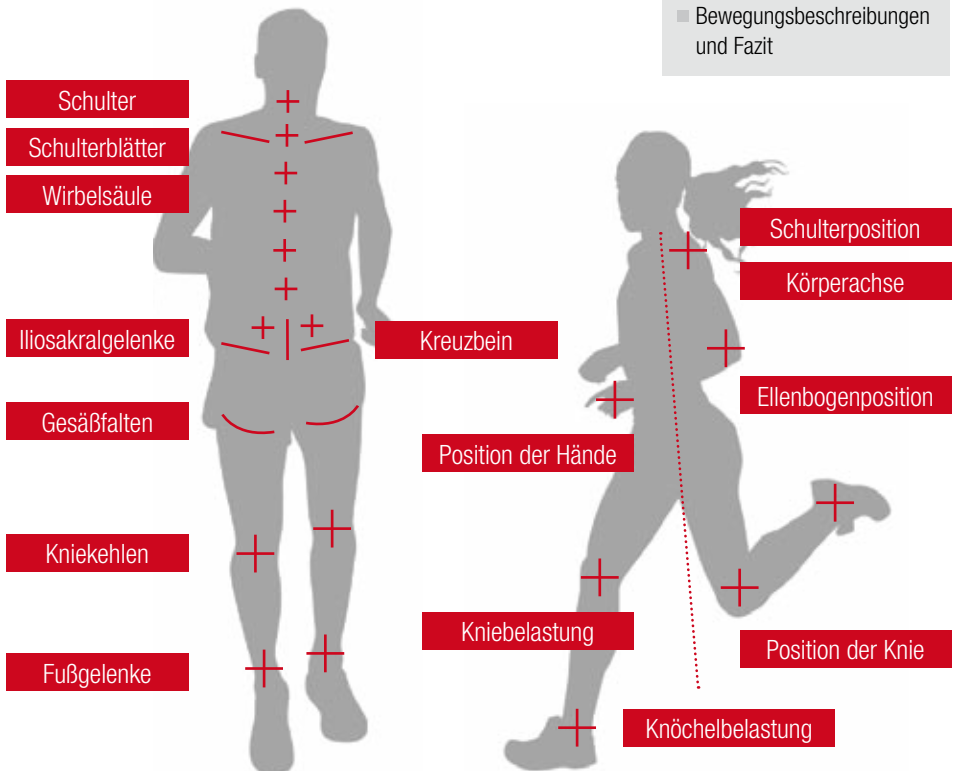 Bewegungsbeschreibungen
und Fazit
Schulter
Schulterblätter
Wirbelsäule
Iliosakralgelenke
Kreuzbein
Gesäßfalten
Kniekehlen
Fußgelenke
Schulterposition
Körperachse
Ellenbogenposition
Position der Hände
Kniebelastung
Position der Knie
Knöchelbelastung